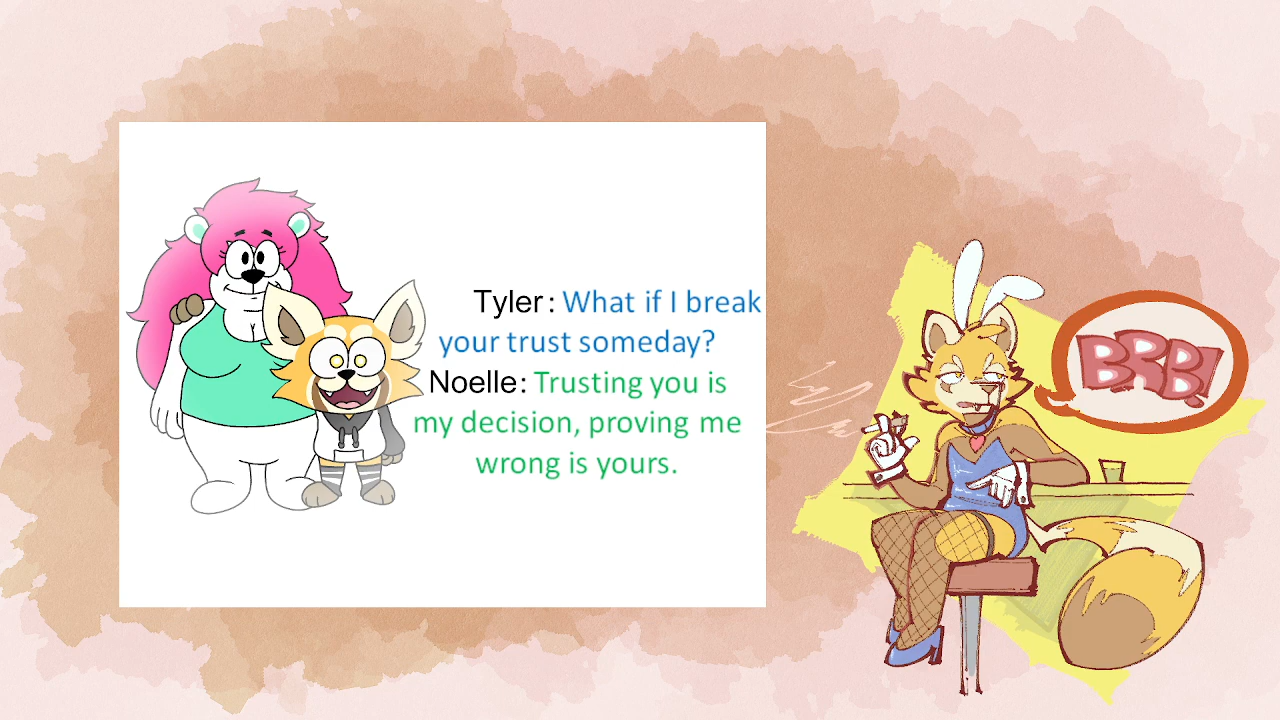 Tyler: What if I break
your trust someday?
Noelle: Trusting you is
my decision, proving me
wrong is yours.
BRB!